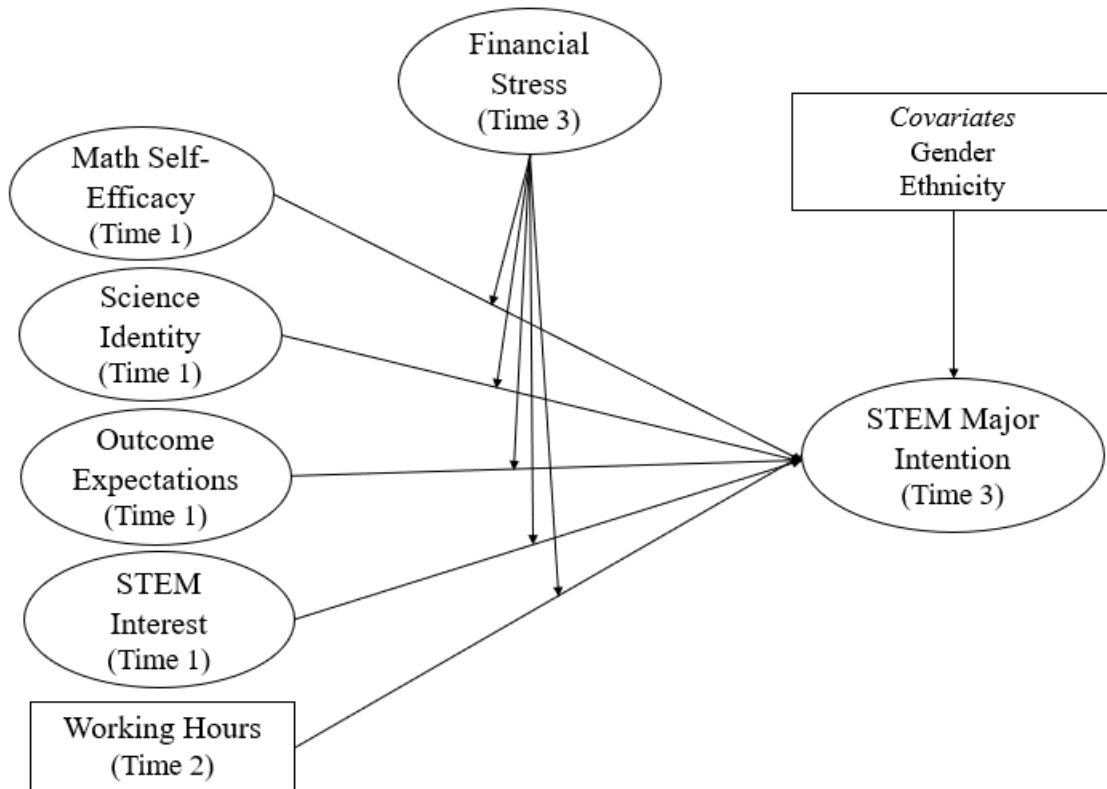 Financial
Stress
(Time 3)
Covariates
Gender
Ethnicity
Math Self-
Efficacy
(Time 1)
Science
Identity
(Time 1)
Outcome
Expectations
(Time 1)
STEM
Interest
(Time 1)
Working Hours
(Time 2)
STEM Major
Intention
(Time 3)